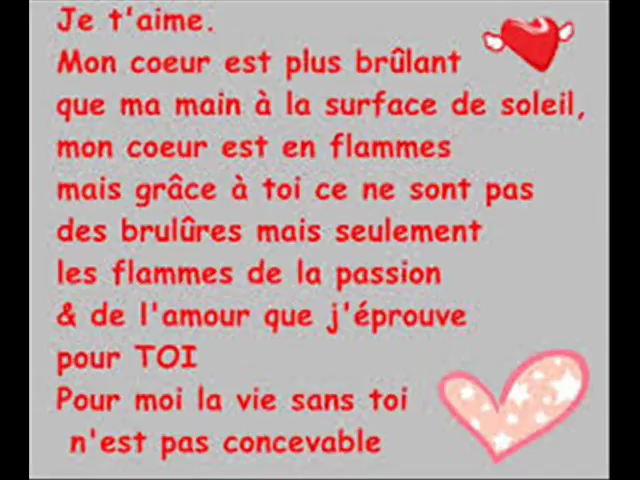 Je t'aime.
Mon coeur est plus brûlant
que ma main à la surface de soleil,
mon coeur est en flammes
mais grâce à toi ce ne sont pas
des brulûres mais seulement
les flammes de la passion
& de l'amour que j'éprouve
pour TOI
Pour moi la vie sans toi
n'est pas concevable